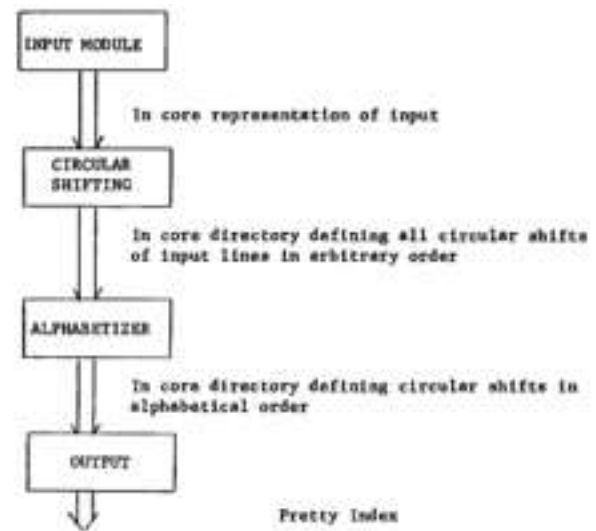 INPUT MODULE
In core representation of input
CIRCULAR
SHIFTING
In core directory defining all circular shifts
of input lines in arbitrary order
ALPHABETIZER
In core directory defining circular shifts in
alphabetical order
OUTPUT
Pretty Index